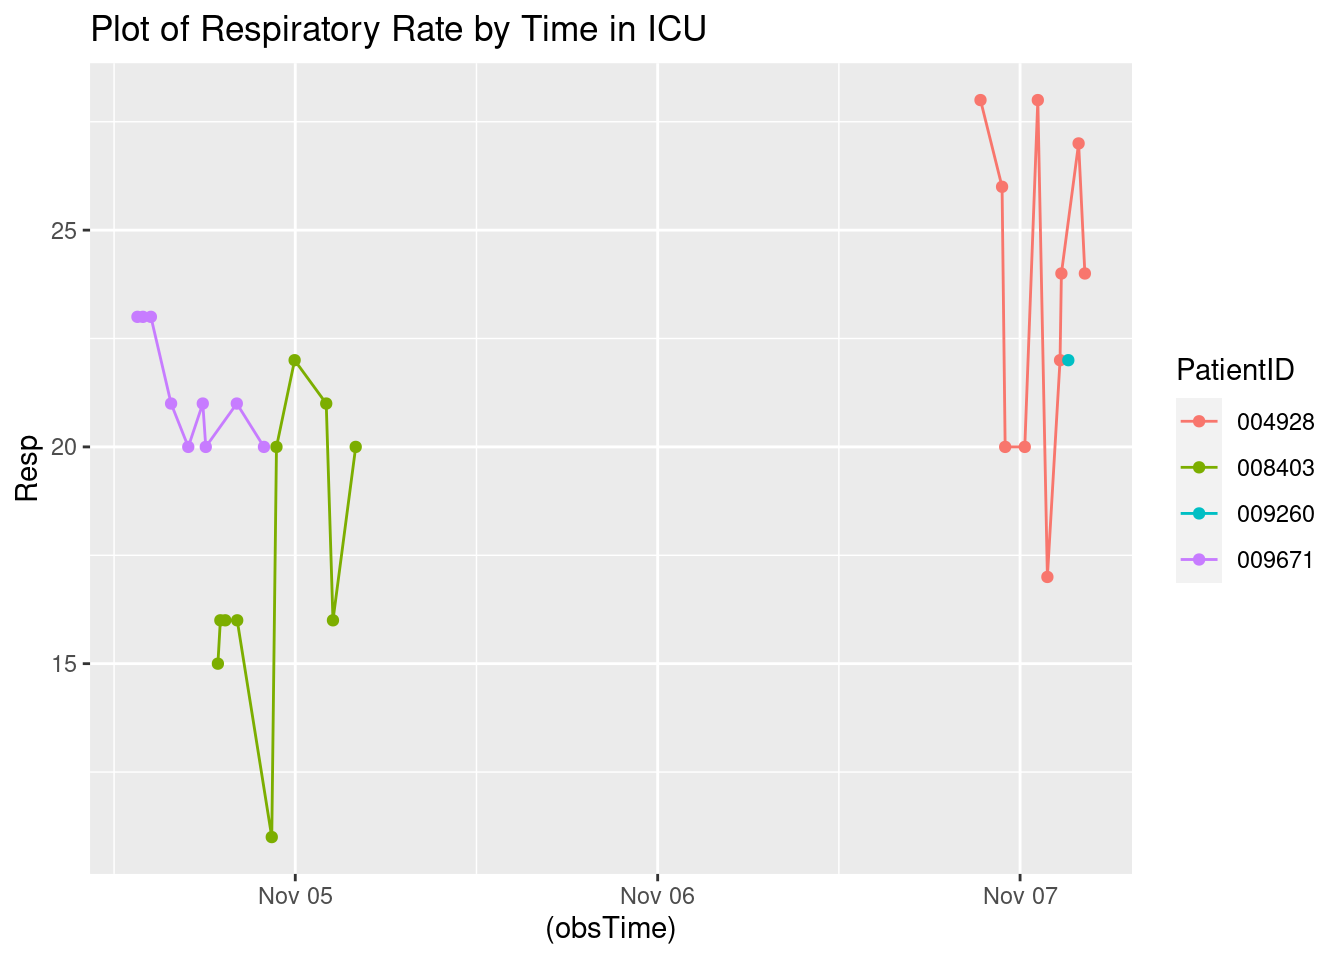 Plot of Respiratory Rate by Time in ICU
Resp
25
20
15
Nov 05
Nov 06
Nov 07
(obsTime)
PatientID
004928
008403
009260
009671